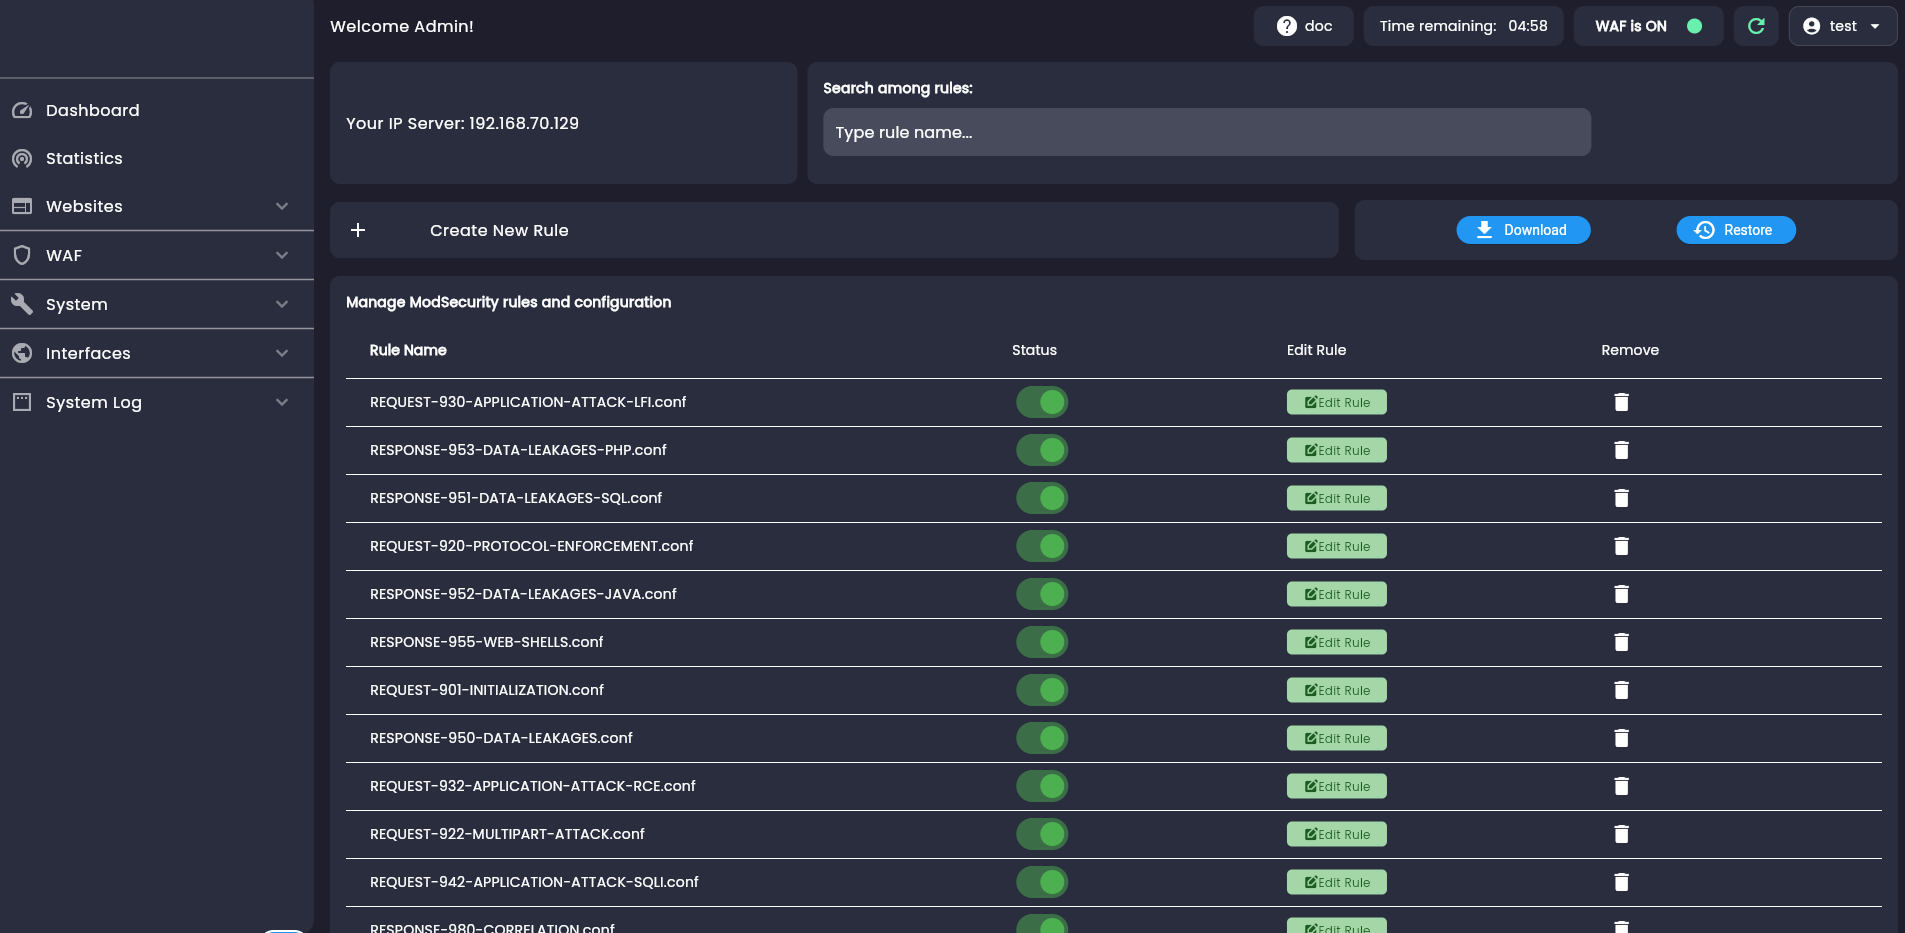 Welcome Admin!
doc
Time remaining: 04:58
WAF is ON
test
Dashboard
Statistics
Websites
WAF
System
Interfaces
System Log
Your IP Server: 192.168.70.129
Search among rules:
Type rule name...
Create New Rule
Download
Restore
Manage ModSecurity rules and configuration
Rule Name Status Edit Rule Remove
REQUEST-930-APPLICATION-ATTACK-LFI.conf Edit Rule
RESPONSE-953-DATA-LEAKAGES-PHP.conf Edit Rule
RESPONSE-951-DATA-LEAKAGES-SQL.conf Edit Rule
REQUEST-920-PROTOCOL-ENFORCEMENT.conf Edit Rule
RESPONSE-952-DATA-LEAKAGES-JAVA.conf Edit Rule
RESPONSE-955-WEB-SHELLS.conf Edit Rule
REQUEST-901-INITIALIZATION.conf Edit Rule
RESPONSE-950-DATA-LEAKAGES.conf Edit Rule
REQUEST-932-APPLICATION-ATTACK-RCE.conf Edit Rule
REQUEST-922-MULTIPART-ATTACK.conf Edit Rule
REQUEST-942-APPLICATION-ATTACK-SQLI.conf Edit Rule
RESPONSE-980-CORRELATION.conf Edit Rule